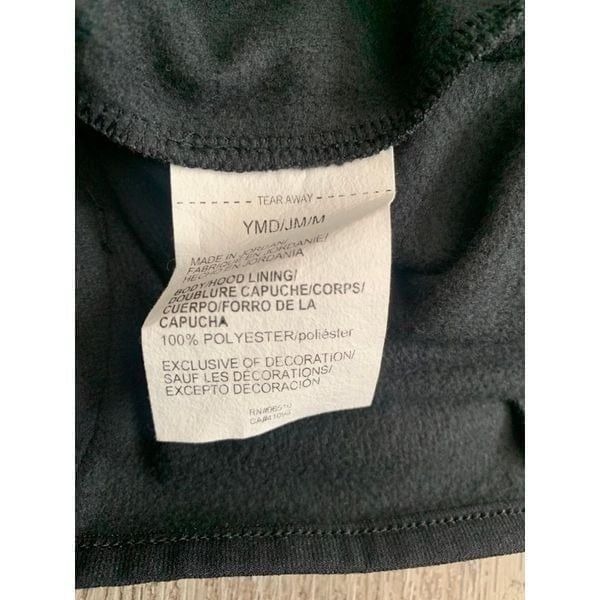 TEAR AWAY
YMD/JM/M
MADE IN JORDAN/
FABRIQUÉ EN JORDANIE/
HECHO EN JORDANIA
BODY/HOOD LINING/
DOUBLURE CAPUCHE/CORPS/
CUERPO/FORRO DE LA
CAPUCHA
100% POLYESTER/poliéster
EXCLUSIVE OF DECORATION/
SAUF LES DÉCORATIONS/
EXCEPTO DECORACIÓN